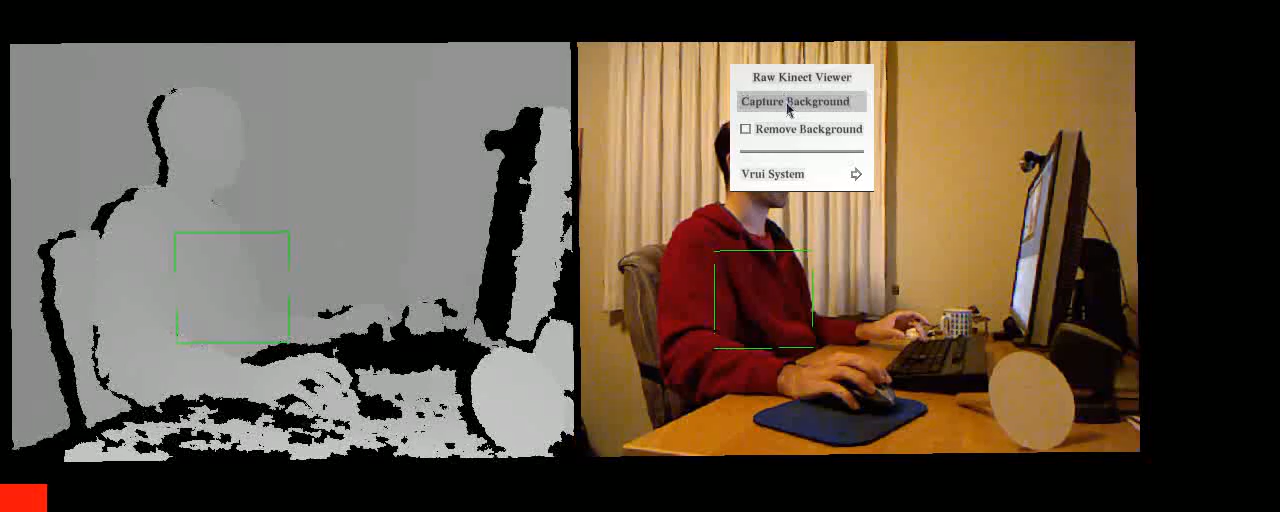 Raw Kinect Viewer
Capture Background
Remove Background
Vrui System